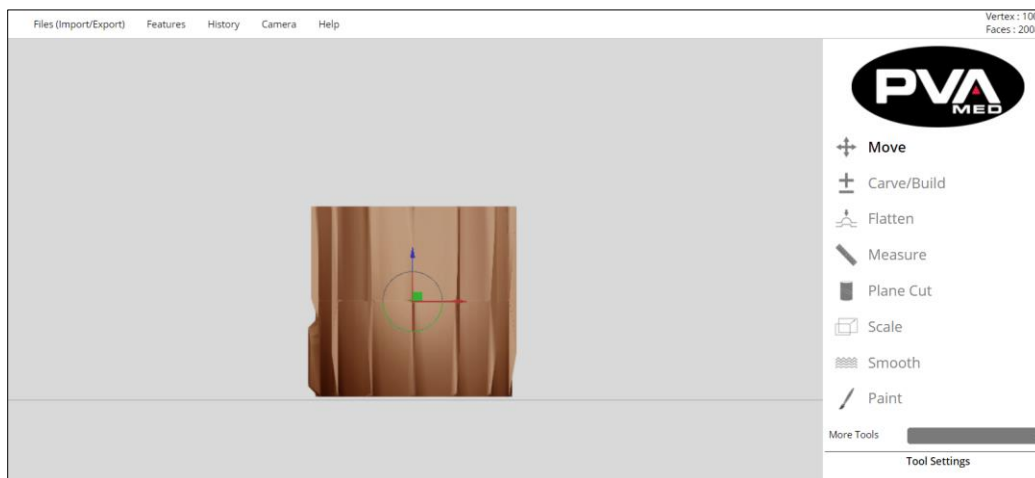 Files (Import/Export) Features History Camera Help
Vertex : 100
Faces : 200
PVA
MED
Move
Carve/Build
Flatten
Measure
Plane Cut
Scale
Smooth
Paint
More Tools
Tool Settings